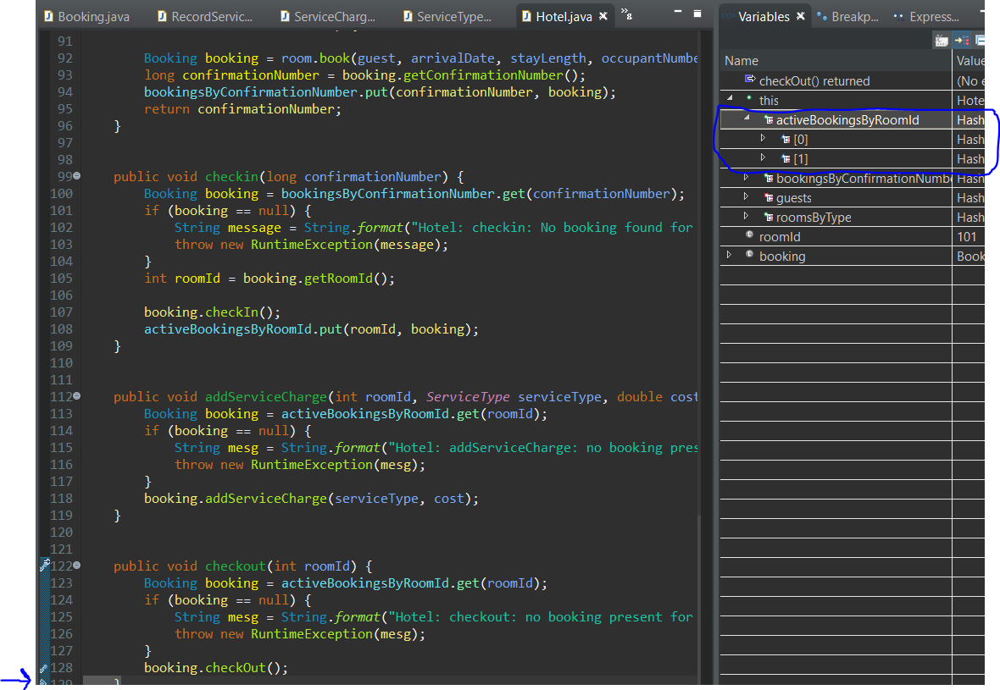 Booking.java RecordServic... ServiceCharg... ServiceType... Hotel.java
8
Variables Breakp... Express...
Name Value
checkOut() returned (No e
this Hote
activeBookingsByRoomId Hash
[0] Hash
[1] Hash
bookingsByConfirmationNumb Hash
guests Hash
roomsByType Hash
roomId 101
booking Book
91
92 Booking booking = room.book(guest, arrivalDate, stayLength, occupantNumbe
93 long confirmationNumber = booking.getConfirmationNumber();
94 bookingsByConfirmationNumber.put(confirmationNumber, booking);
95 return confirmationNumber;
96 }
97
98
99 public void checkin(long confirmationNumber) {
100 Booking booking = bookingsByConfirmationNumber.get(confirmationNumber);
101 if (booking == null) {
102 String message = String.format("Hotel: checkin: No booking found for
103 throw new RuntimeException(message);
104 }
105 int roomId = booking.getRoomId();
106
107 booking.checkIn();
108 activeBookingsByRoomId.put(roomId, booking);
109 }
110
111
112 public void addServiceCharge(int roomId, ServiceType serviceType, double cost
113 Booking booking = activeBookingsByRoomId.get(roomId);
114 if (booking == null) {
115 String mesg = String.format("Hotel: addServiceCharge: no booking pres
116 throw new RuntimeException(mesg);
117 }
118 booking.addServiceCharge(serviceType, cost);
119 }
120
121
122 public void checkout(int roomId) {
123 Booking booking = activeBookingsByRoomId.get(roomId);
124 if (booking == null) {
125 String mesg = String.format("Hotel: checkout: no booking present for
126 throw new RuntimeException(mesg);
127 }
128 booking.checkOut();
129 }